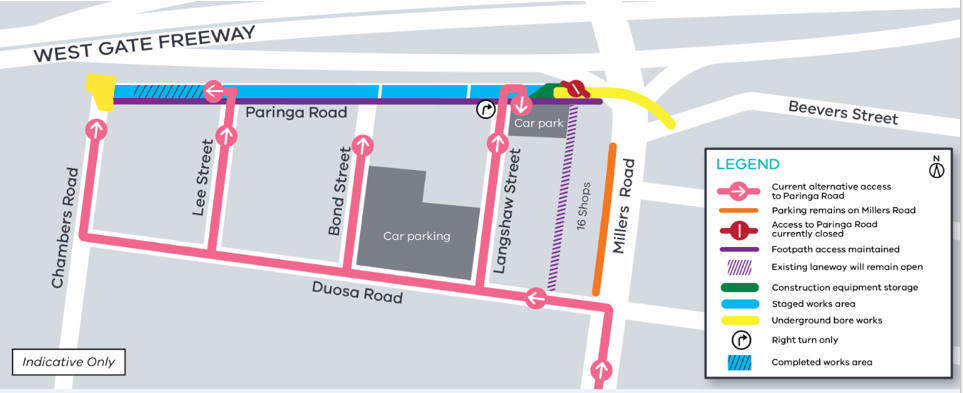 WEST GATE FREEWAY
Paringa Road
Car park
Beevers Street
Chambers Road
Lee Street
Bond Street
Langshaw Street
16 Shops
Millers Road
Car parking
Duosa Road
Indicative Only
LEGEND
N
Current alternative access
to Paringa Road
Parking remains on Millers Road
Access to Paringa Road
currently closed
Footpath access maintained
Existing laneway will remain open
Construction equipment storage
Staged works area
Underground bore works
Right turn only
Completed works area